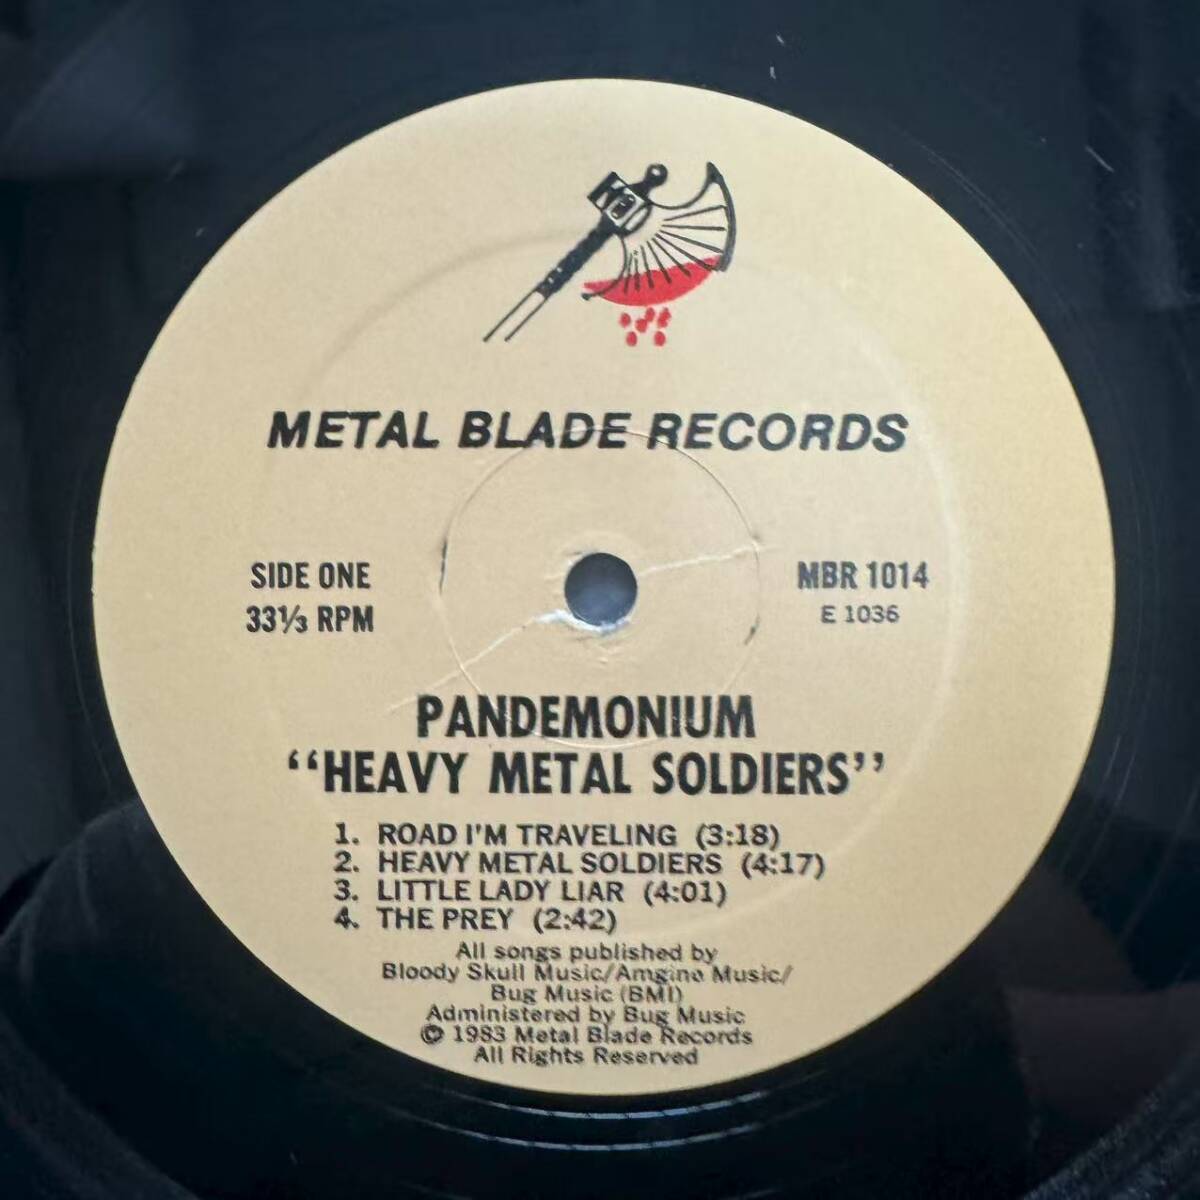 METAL BLADE RECORDS
SIDE ONE
33⅓ RPM
MBR 1014
E 1036
PANDEMONIUM
“HEAVY METAL SOLDIERS”
1. ROAD I'M TRAVELING (3:18)
2. HEAVY METAL SOLDIERS (4:17)
3. LITTLE LADY LIAR (4:01)
4. THE PREY (2:42)
All songs published by
Bloody Skull Music/Amgine Music/
Bug Music (BMI)
Administered by Bug Music
© 1983 Metal Blade Records
All Rights Reserved